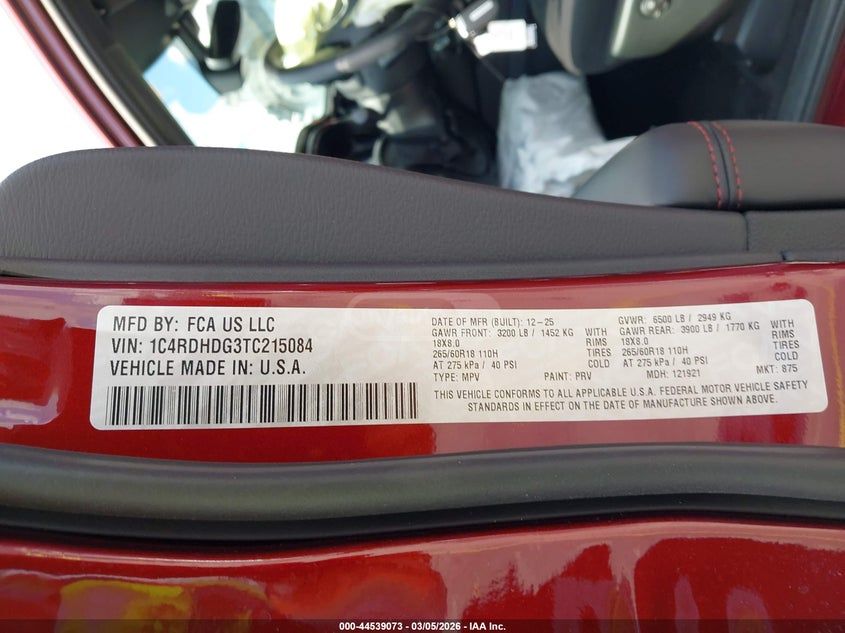 MFD BY: FCA US LLC
VIN: 1C4RDHDG3TC215084
VEHICLE MADE IN: U.S.A.
DATE OF MFR (BUILT): 12-25 GVWR: 6500 LB / 2949 KG
GAWR FRONT: 3200 LB / 1452 KG WITH GAWR REAR: 3900 LB / 1770 KG WITH
18X8.0 RIMS 18X8.0 RIMS
265/60R18 110H TIRES 265/60R18 110H TIRES
AT 275 kPa / 40 PSI COLD AT 275 kPa / 40 PSI COLD
TYPE: MPV PAINT: PRV MDH: 121921 MKT: 875
THIS VEHICLE CONFORMS TO ALL APPLICABLE U.S.A. FEDERAL MOTOR VEHICLE SAFETY
STANDARDS IN EFFECT ON THE DATE OF MANUFACTURE SHOWN ABOVE.
000-44539073 - 03/05/2026 - IAA Inc.